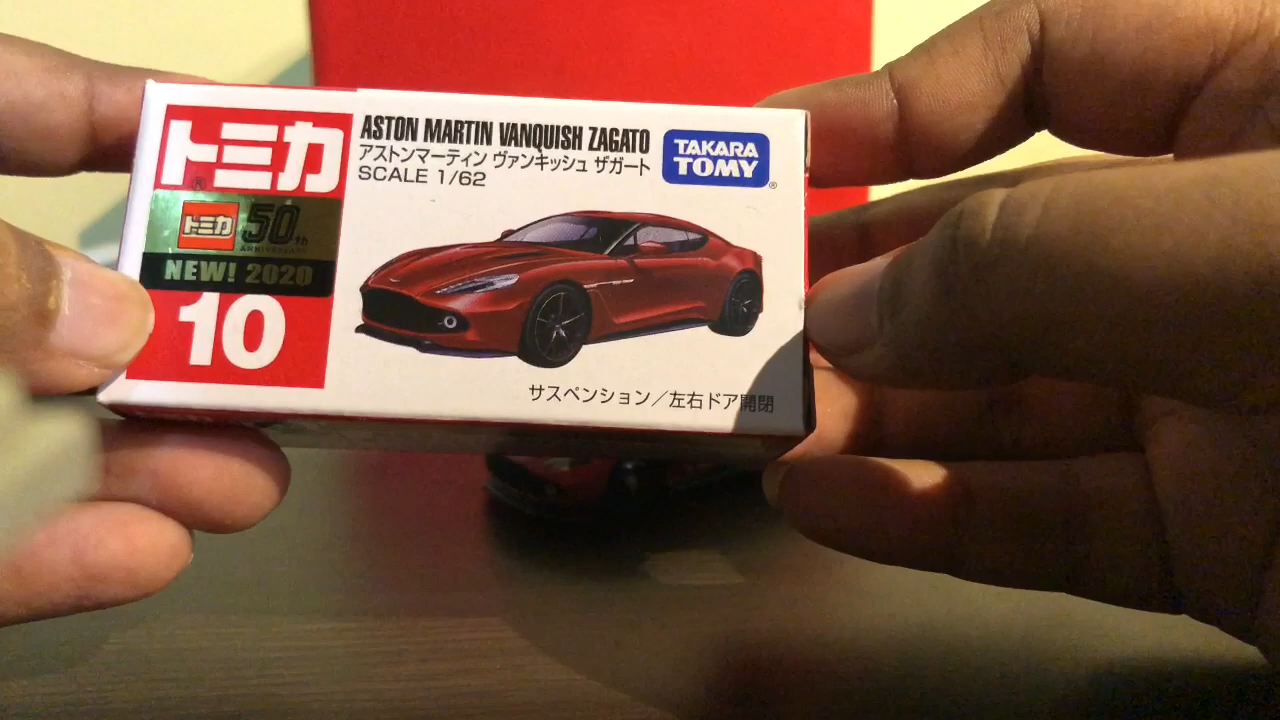 トミカ
®
トミカ 50th
ANNIVERSARY
NEW! 2020
10
ASTON MARTIN VANQUISH ZAGATO
アストンマーティン ヴァンキッシュ ザガート
SCALE 1/62
TAKARA
TOMY
®
サスペンション／左右ドア開閉